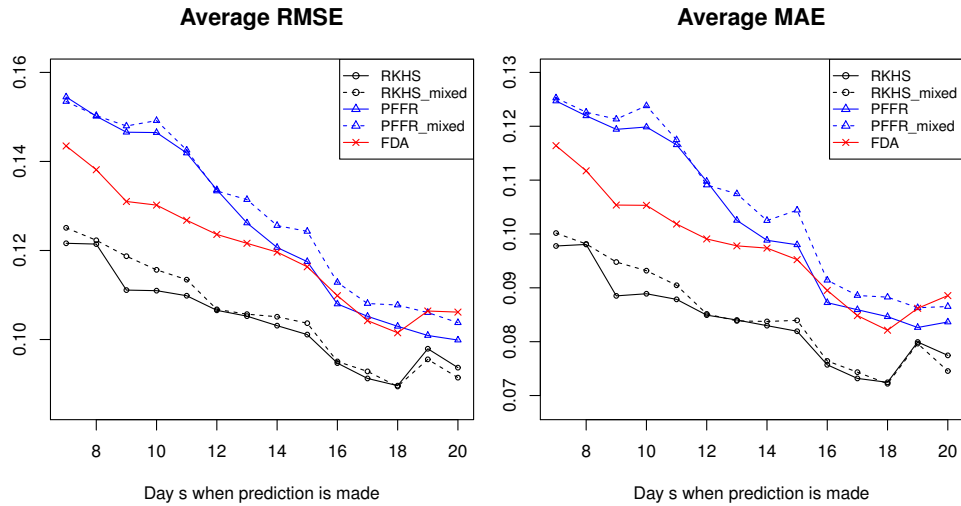 Average RMSE
0.16
0.14
0.12
0.10
RKHS
RKHS_mixed
PFFR
PFFR_mixed
FDA
8 10 12 14 16 18 20
Day s when prediction is made
Average MAE
0.13
0.12
0.11
0.10
0.09
0.08
0.07
RKHS
RKHS_mixed
PFFR
PFFR_mixed
FDA
8 10 12 14 16 18 20
Day s when prediction is made